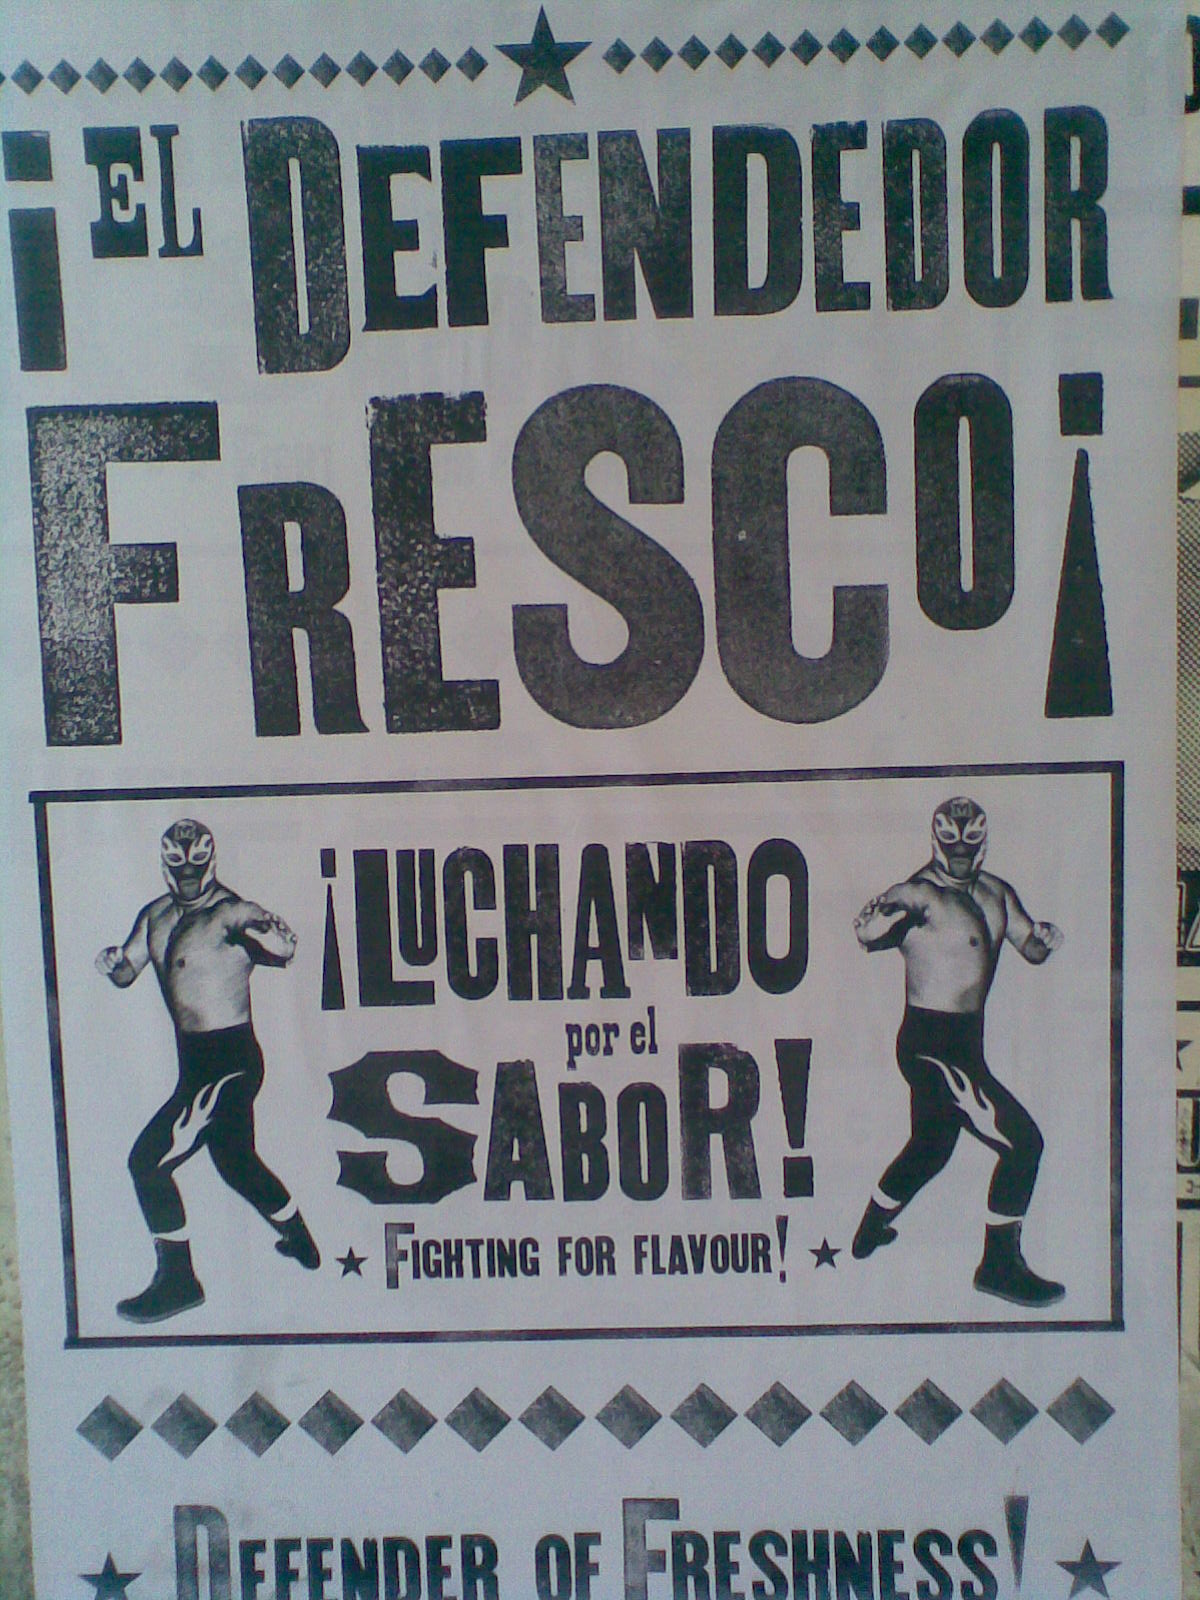 ¡EL DEFENDEDOR
FRESCO¡
¡LUCHANDO
por el
SABOR!
FIGHTING FOR FLAVOUR!
DEFENDER OF FRESHNESS!